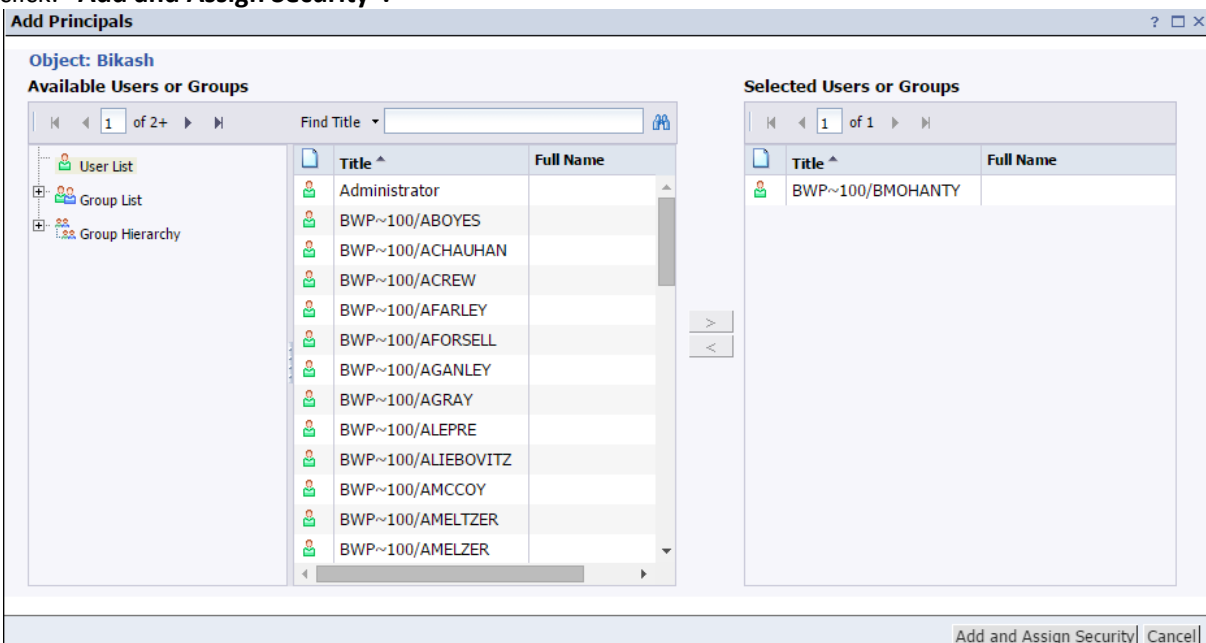 "Add and Assign Security".
Add Principals ?
Object: Bikash
Available Users or Groups
1 of 2+ Find Title
User List
Group List
Group Hierarchy
Title Full Name
Administrator
BWP~100/ABOYES
BWP~100/ACHAUHAN
BWP~100/ACREW
BWP~100/AFARLEY
BWP~100/AFORSELL
BWP~100/AGANLEY
BWP~100/AGRAY
BWP~100/ALEPRE
BWP~100/ALIEBOVITZ
BWP~100/AMCCOY
BWP~100/AMELTZER
BWP~100/AMELZER
>
<
Selected Users or Groups
1 of 1
Title Full Name
BWP~100/BMOHANTY
Add and Assign Security Cancel